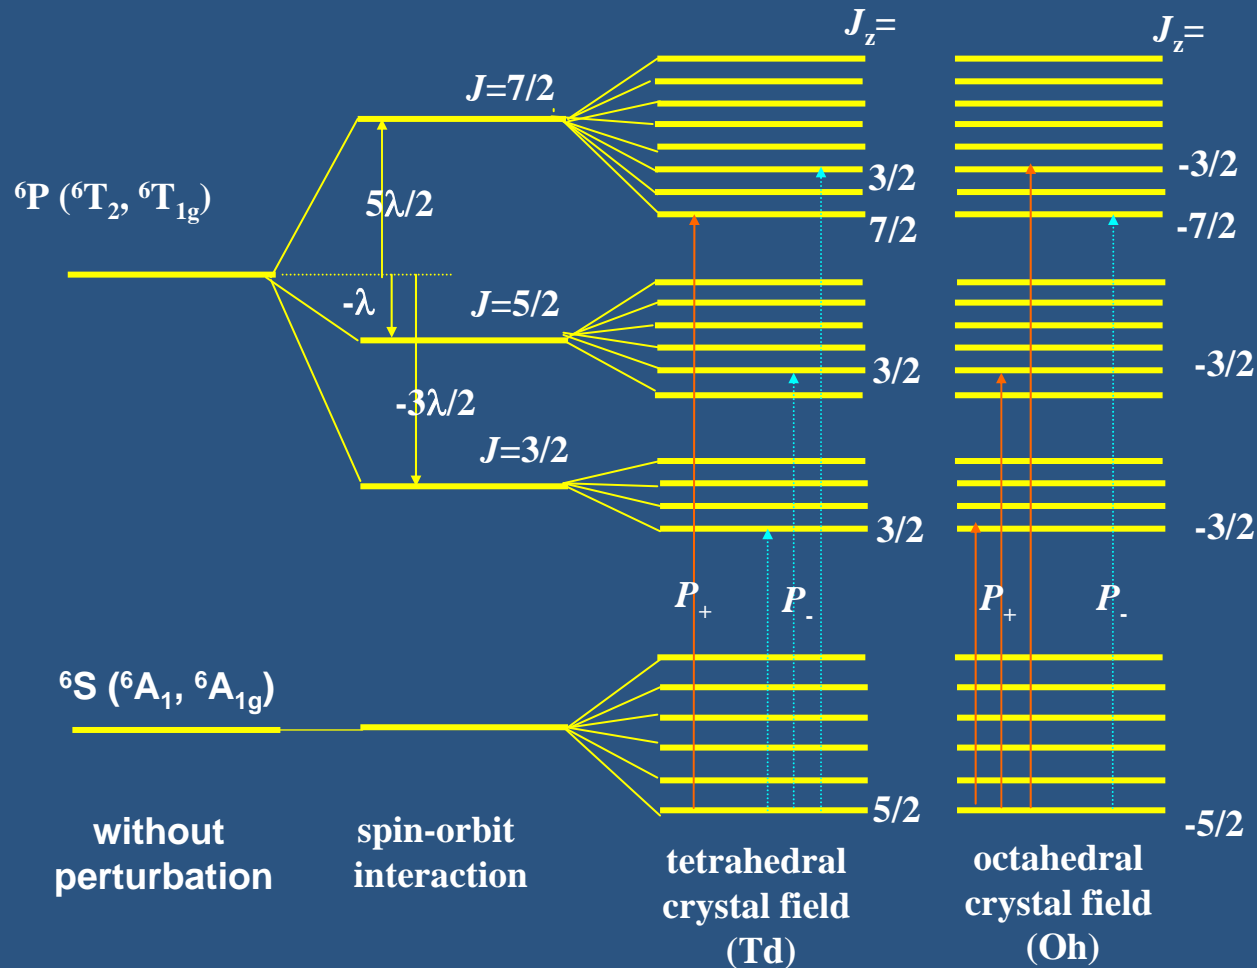 J_z=
J_z=
J=7/2
⁶P (⁶T₂, ⁶T₁g)
5λ/2
3/2
-3/2
7/2
-7/2
-λ
J=5/2
3/2
-3/2
-3λ/2
J=3/2
3/2
-3/2
P₊
P₋
P₊
P₋
⁶S (⁶A₁, ⁶A₁g)
5/2
-5/2
without
perturbation
spin-orbit
interaction
tetrahedral
crystal field
(Td)
octahedral
crystal field
(Oh)